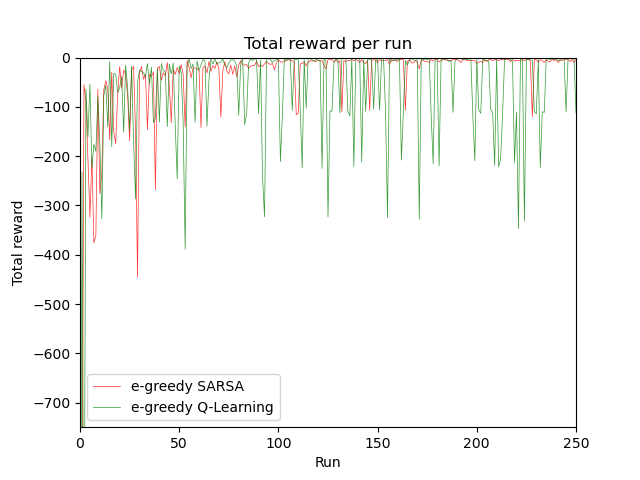 Total reward per run
Total reward
0
−100
−200
−300
−400
−500
−600
−700
e-greedy SARSA
e-greedy Q-Learning
0 50 100 150 200 250
Run